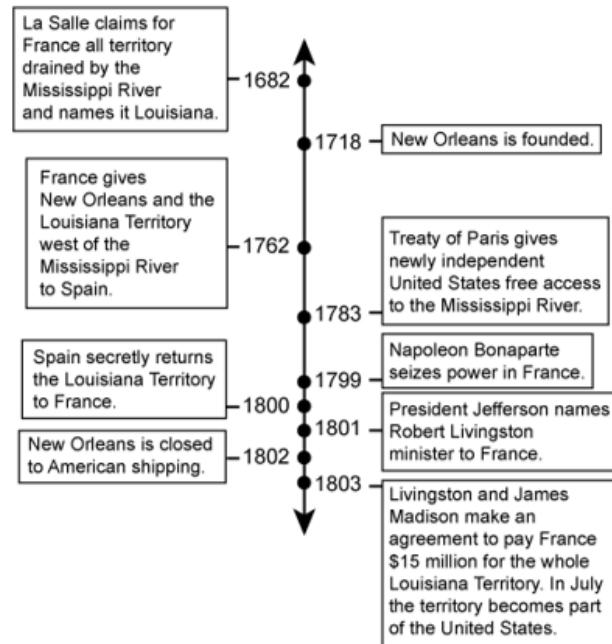 La Salle claims for
France all territory
drained by the
Mississippi River
and names it Louisiana.
1682
1718
New Orleans is founded.
France gives
New Orleans and the
Louisiana Territory
west of the
Mississippi River
to Spain.
1762
Treaty of Paris gives
newly independent
United States free access
to the Mississippi River.
1783
Napoleon Bonaparte
seizes power in France.
1799
Spain secretly returns
the Louisiana Territory
to France.
1800
1801
President Jefferson names
Robert Livingston
minister to France.
New Orleans is closed
to American shipping.
1802
1803
Livingston and James
Madison make an
agreement to pay France
$15 million for the whole
Louisiana Territory. In July
the territory becomes part
of the United States.